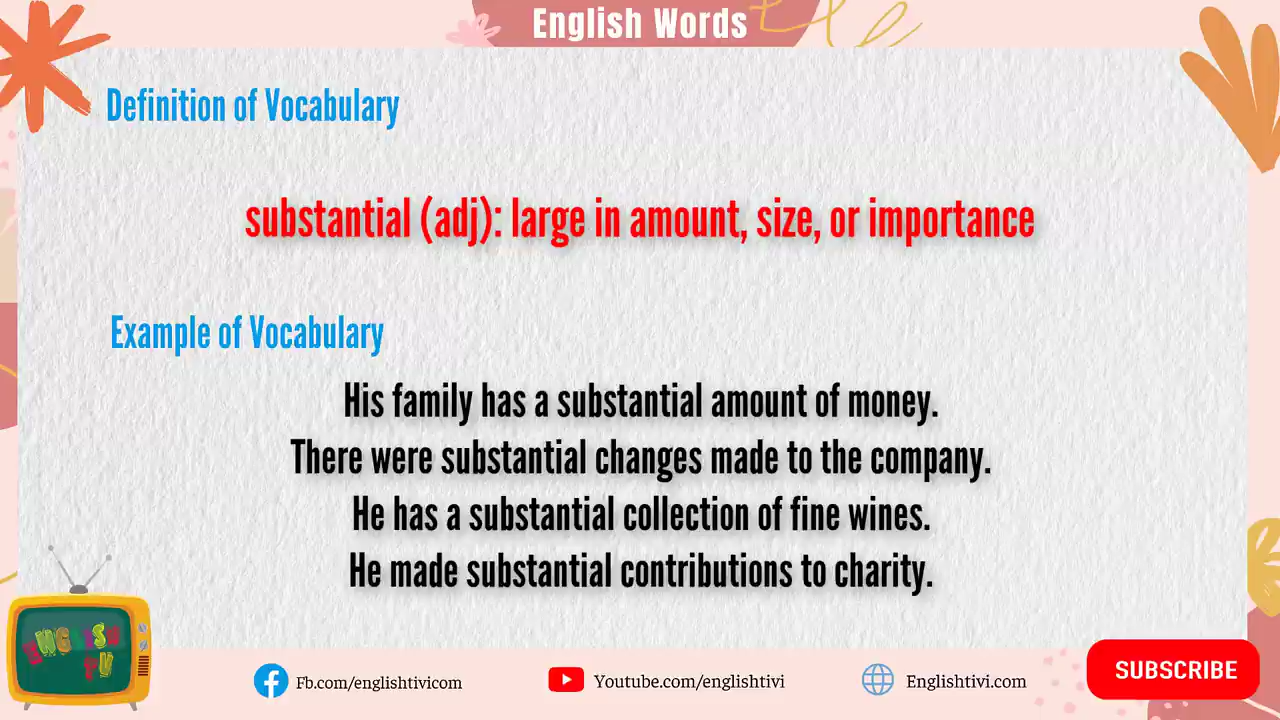 English Words
Definition of Vocabulary
substantial (adj): large in amount, size, or importance
Example of Vocabulary
His family has a substantial amount of money.
There were substantial changes made to the company.
He has a substantial collection of fine wines.
He made substantial contributions to charity.
ENGLISH
TV
Fb.com/englishtivicom
Youtube.com/englishtivi
Englishtivi.com
SUBSCRIBE